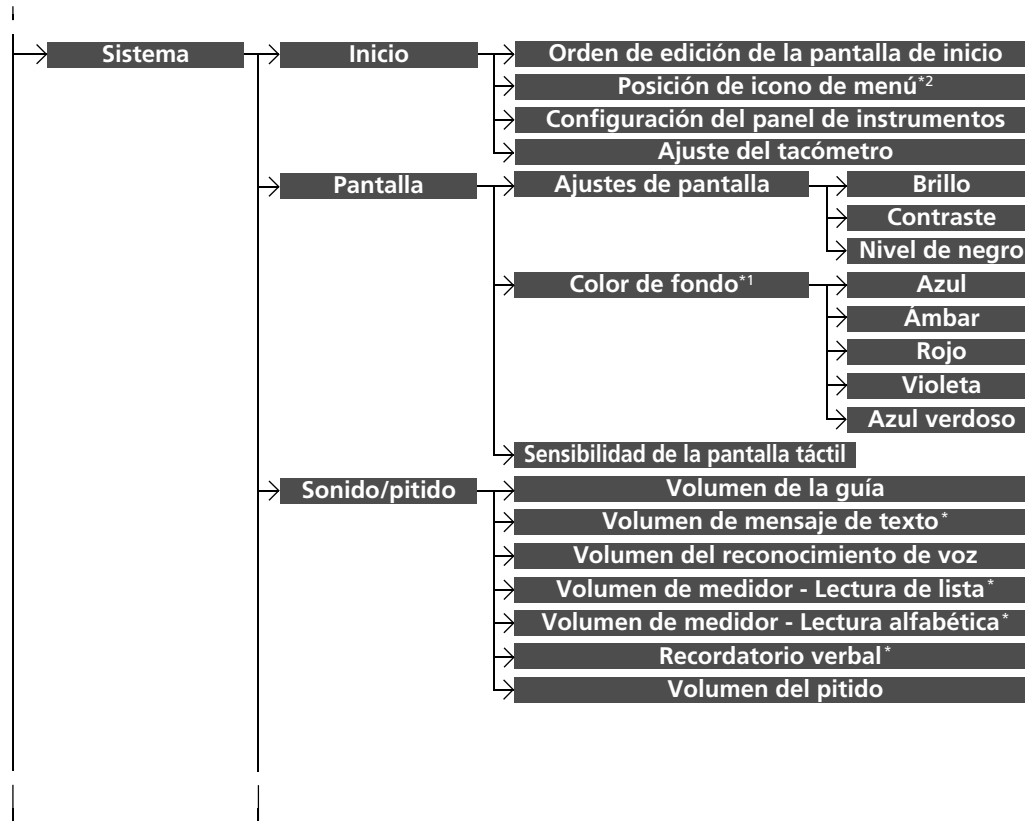 Sistema
Inicio
Orden de edición de la pantalla de inicio
Posición de icono de menú*2
Configuración del panel de instrumentos
Ajuste del tacómetro
Pantalla
Ajustes de pantalla
Brillo
Contraste
Nivel de negro
Color de fondo*1
Azul
Ámbar
Rojo
Violeta
Azul verdoso
Sensibilidad de la pantalla táctil
Sonido/pitido
Volumen de la guía
Volumen de mensaje de texto*
Volumen del reconocimiento de voz
Volumen de medidor - Lectura de lista*
Volumen de medidor - Lectura alfabética*
Recordatorio verbal*
Volumen del pitido